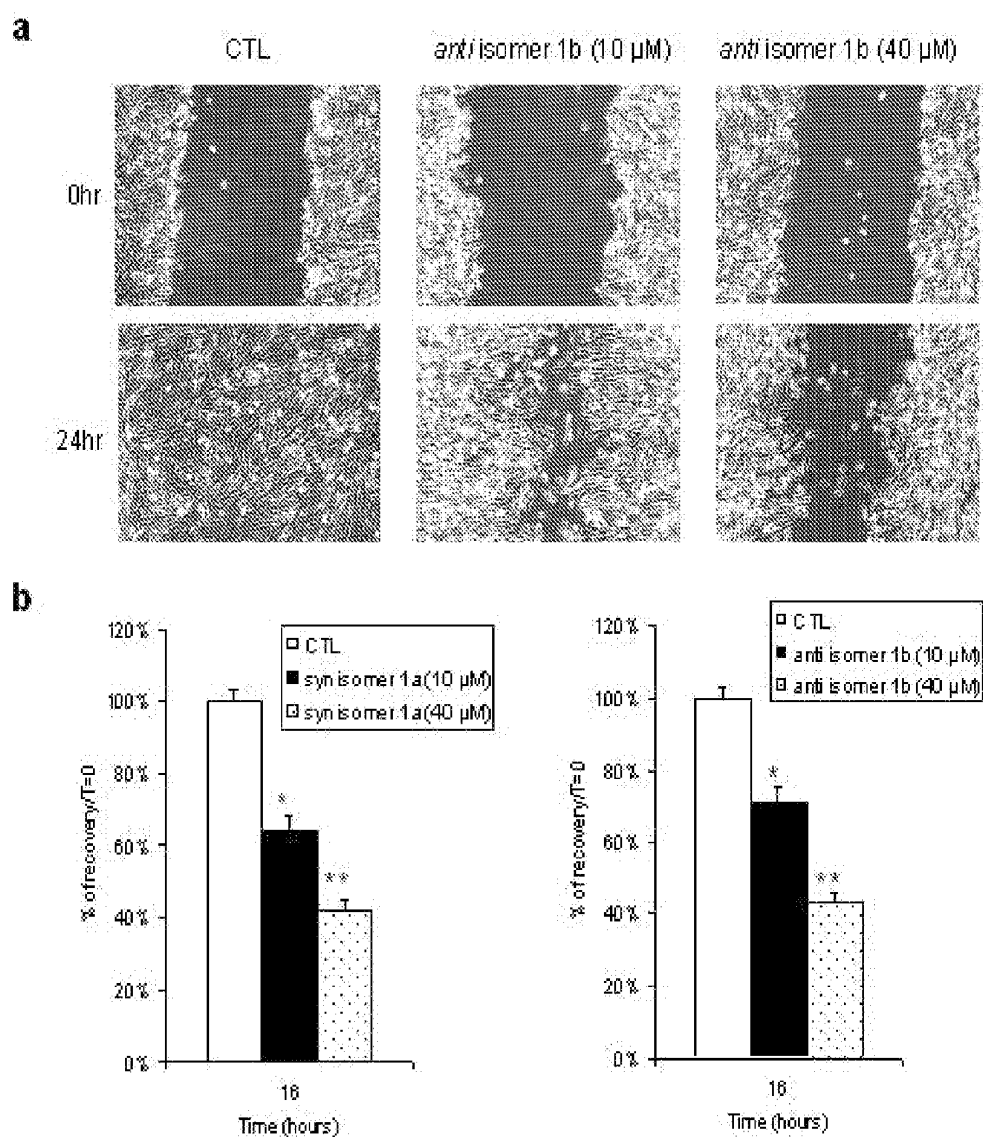 a
CTL
anti isomer 1b (10 µM)
anti isomer 1b (40 µM)
0hr
24hr
b
120%
100%
80%
60%
40%
20%
0%
% of recovery/T=0
CTL
syn isomer 1a (10 µM)
syn isomer 1a (40 µM)
*
**
16
Time (hours)
120%
100%
80%
60%
40%
20%
0%
% of recovery/T=0
CTL
anti isomer 1b (10 µM)
anti isomer 1b (40 µM)
*
**
16
Time (hours)